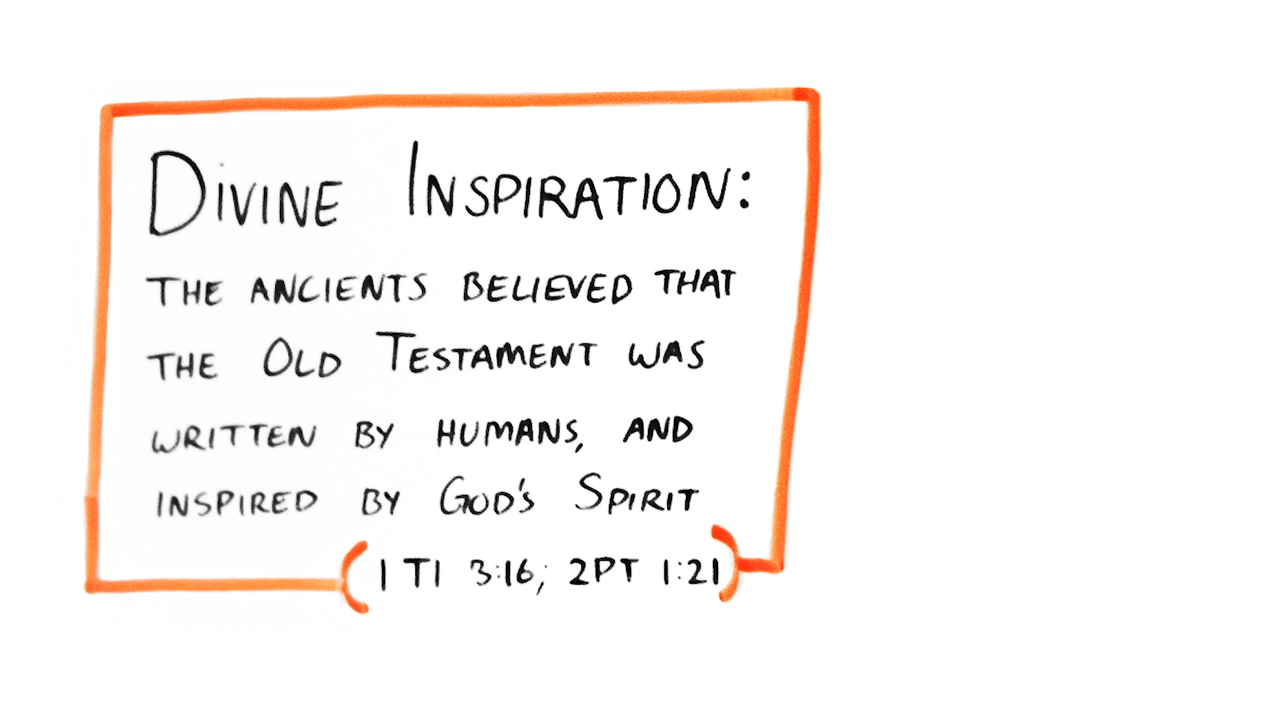 DIVINE INSPIRATION:
THE ANCIENTS BELIEVED THAT
THE OLD TESTAMENT WAS
WRITTEN BY HUMANS, AND
INSPIRED BY GOD'S SPIRIT
(1 TI 3:16; 2PT 1:21)